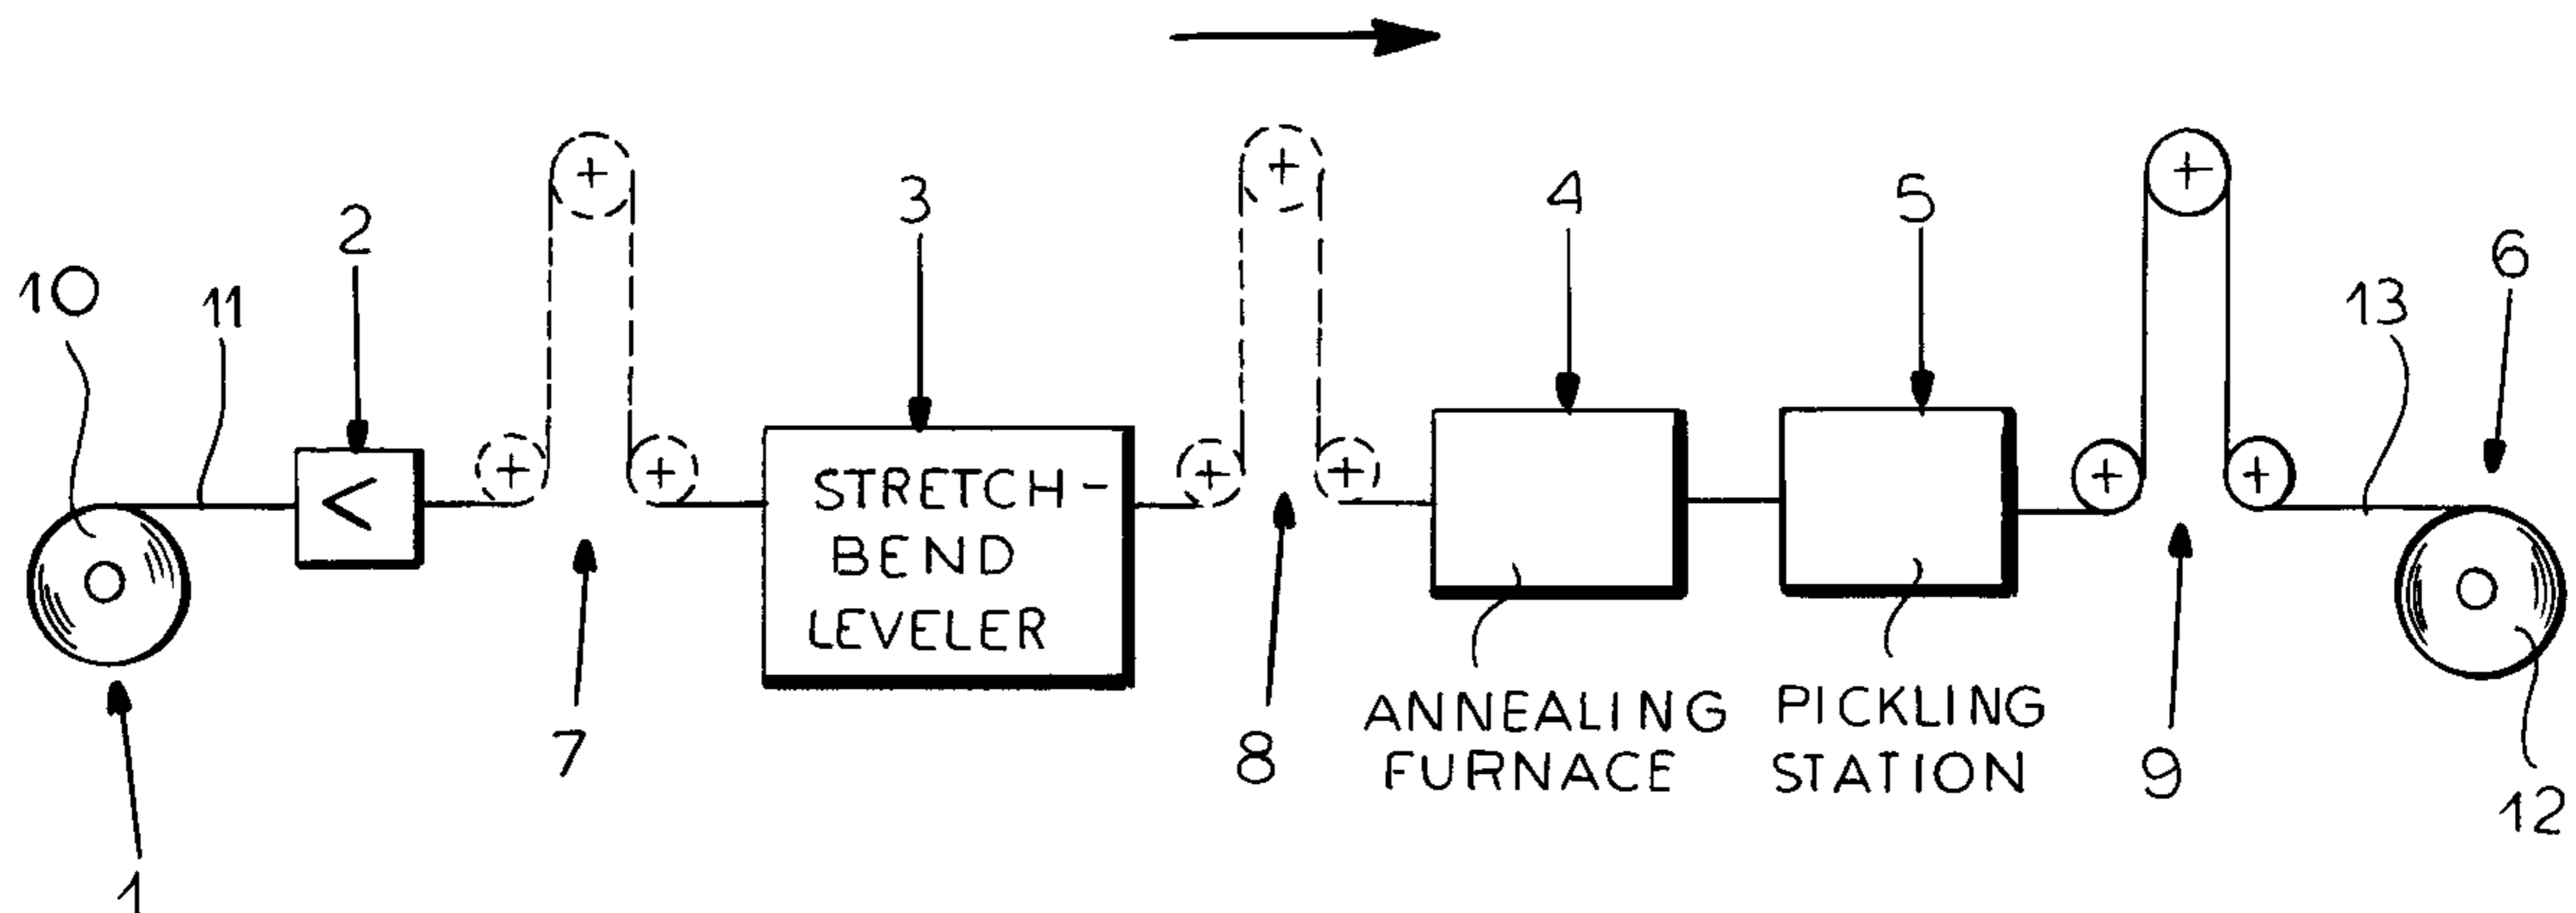 10
11
2
<
7
3
STRETCH-
BEND
LEVELER
8
4
ANNEALING
FURNACE
5
PICKLING
STATION
9
13
6
12
1